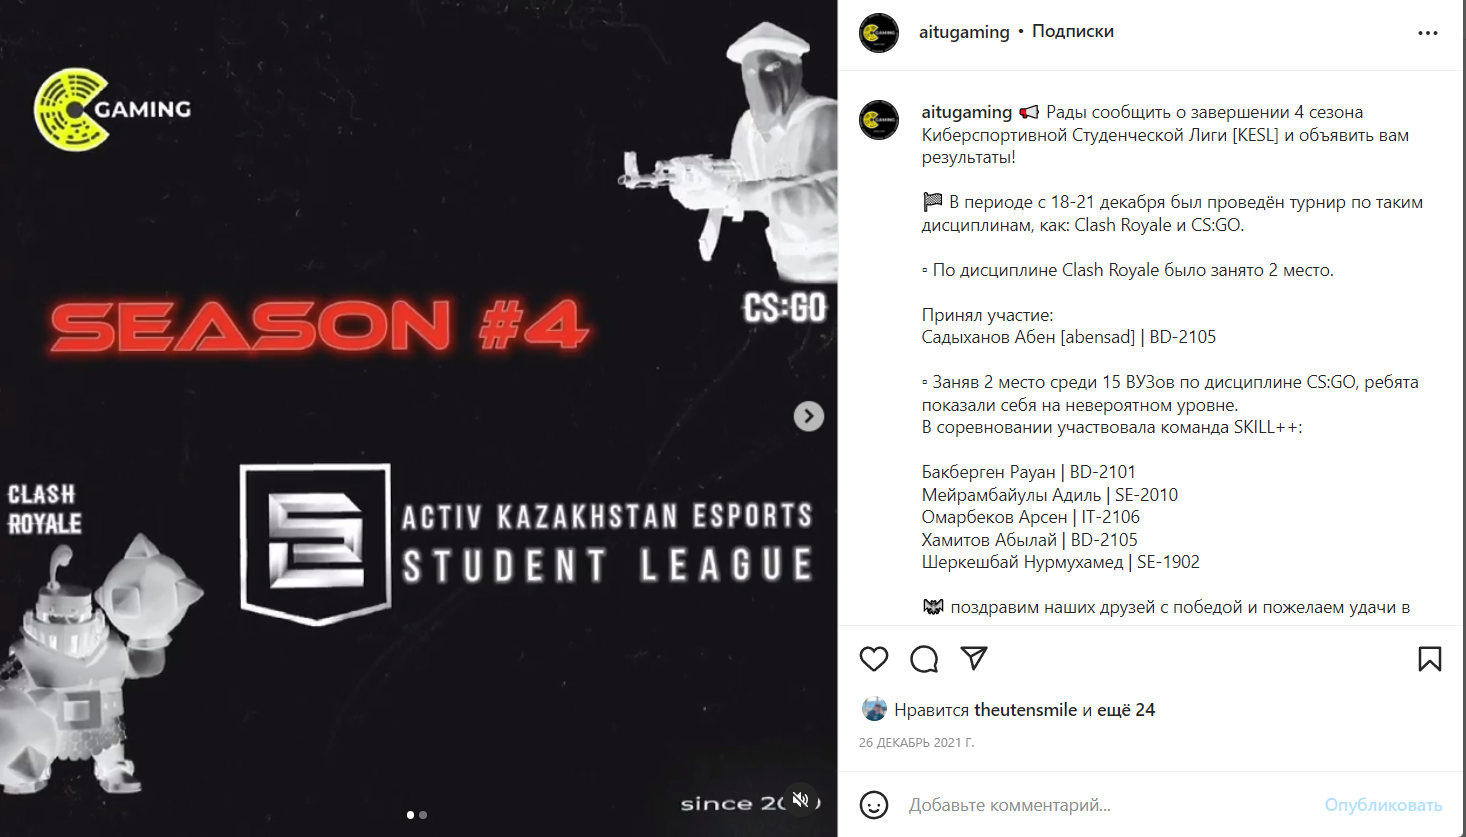 GAMING
SEASON #4
CS:GO
CLASH
ROYALE
ACTIV KAZAKHSTAN ESPORTS
STUDENT LEAGUE
since
aitugaming • Подписки
aitugaming 📢 Рады сообщить о завершении 4 сезона
Киберспортивной Студенческой Лиги [KESL] и объявить вам
результаты!
🏁 В периоде с 18-21 декабря был проведён турнир по таким
дисциплинам, как: Clash Royale и CS:GO.
▫ По дисциплине Clash Royale было занято 2 место.
Принял участие:
Садыханов Абен [abensad] | BD-2105
▫ Заняв 2 место среди 15 ВУЗов по дисциплине CS:GO, ребята
показали себя на невероятном уровне.
В соревновании участвовала команда SKILL++:
Бакберген Рауан | BD-2101
Мейрамбайулы Адиль | SE-2010
Омарбеков Арсен | IT-2106
Хамитов Абылай | BD-2105
Шеркешбай Нурмухамед | SE-1902
поздравим наших друзей с победой и пожелаем удачи в
Нравится theutensmile и ещё 24
26 ДЕКАБРЬ 2021 Г.
Добавьте комментарий...
Опубликовать